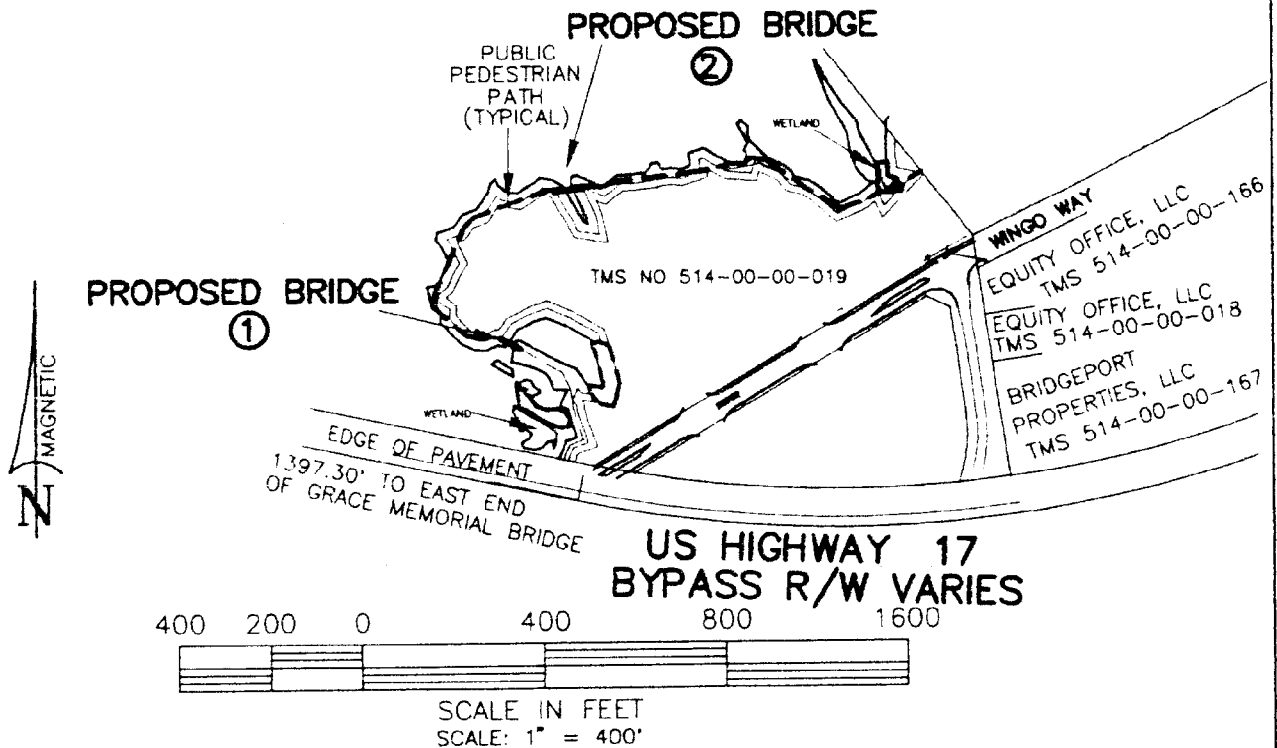 PROPOSED BRIDGE
2
PUBLIC
PEDESTRIAN
PATH
(TYPICAL)
WETLAND
WINGO WAY
EQUITY OFFICE, LLC
TMS 514-00-00-166
TMS NO 514-00-00-019
PROPOSED BRIDGE
1
EQUITY OFFICE, LLC
TMS 514-00-00-018
BRIDGEPORT
PROPERTIES, LLC
TMS 514-00-00-167
MAGNETIC
N
WETLAND
EDGE OF PAVEMENT
1397.30' TO EAST END
OF GRACE MEMORIAL BRIDGE
US HIGHWAY 17
BYPASS R/W VARIES
400 200 0 400 800 1600
SCALE IN FEET
SCALE: 1" = 400'